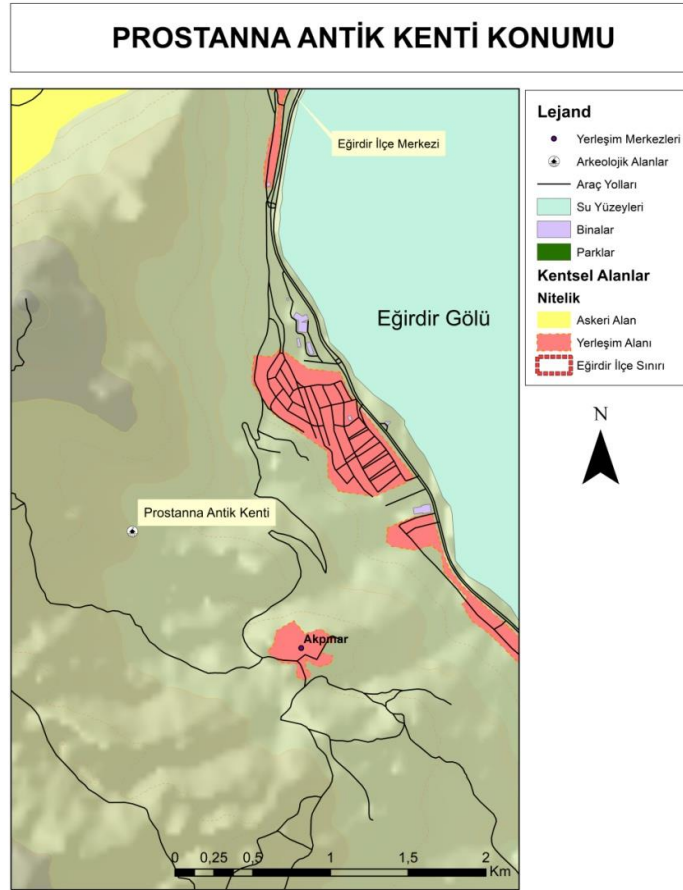 PROSTANNA ANTİK KENTİ KONUMU
Eğirdir İlçe Merkezi
Eğirdir Gölü
Prostanna Antik Kenti
Akpınar
0 0,25 0,5 1 1,5 2
Km
Lejand
Yerleşim Merkezleri
Arkeolojik Alanlar
Araç Yolları
Su Yüzeyleri
Binalar
Parklar
Kentsel Alanlar
Nitelik
Askeri Alan
Yerleşim Alanı
Eğirdir İlçe Sınırı
N